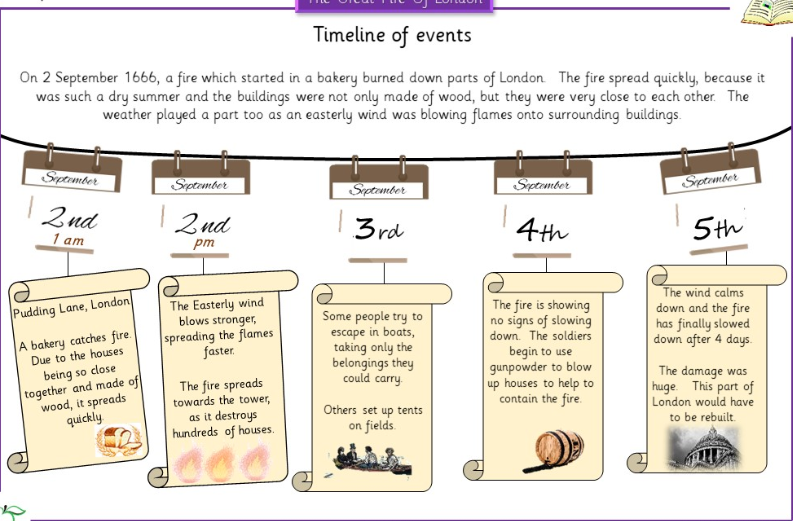 The Great Fire Of London
Timeline of events
On 2 September 1666, a fire which started in a bakery burned down parts of London. The fire spread quickly, because it
was such a dry summer and the buildings were not only made of wood, but they were very close to each other. The
weather played a part too as an easterly wind was blowing flames onto surrounding buildings.
September
2nd
1 am
Pudding Lane, London
A bakery catches fire.
Due to the houses
being so close
together and made of
wood, it spreads
quickly.
September
2nd
pm
The Easterly wind
blows stronger,
spreading the flames
faster.
The fire spreads
towards the tower,
as it destroys
hundreds of houses.
September
3rd
Some people try to
escape in boats,
taking only the
belongings they
could carry.
Others set up tents
on fields.
September
4th
The fire is showing
no signs of slowing
down. The soldiers
begin to use
gunpowder to blow
up houses to help to
contain the fire.
September
5th
The wind calms
down and the fire
has finally slowed
down after 4 days.
The damage was
huge. This part of
London would have
to be rebuilt.